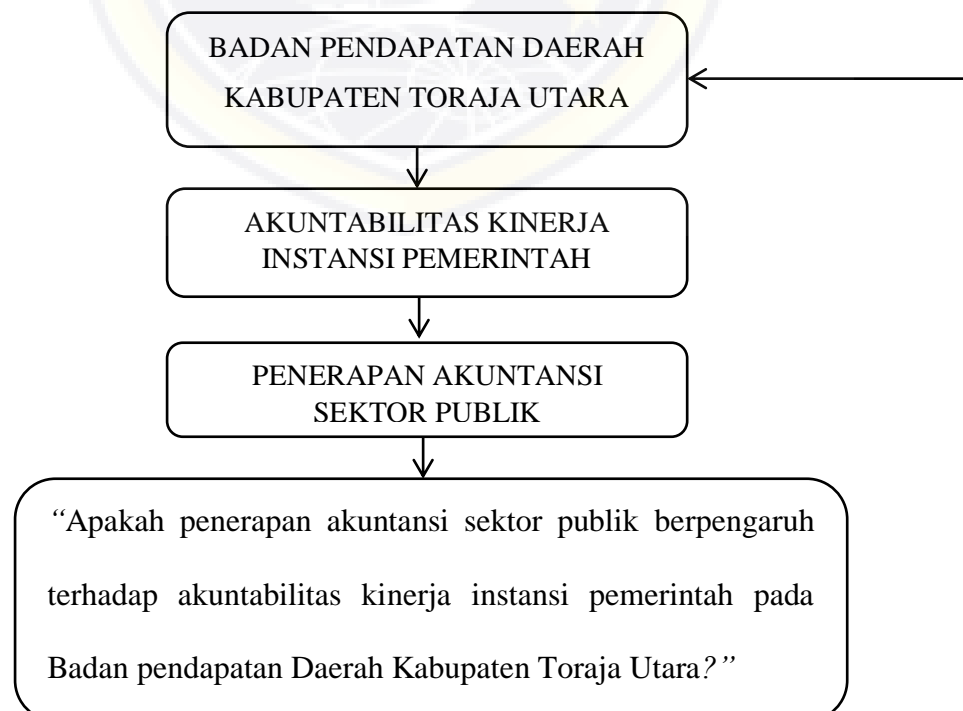 BADAN PENDAPATAN DAERAH
KABUPATEN TORAJA UTARA
AKUNTABILITAS KINERJA
INSTANSI PEMERINTAH
PENERAPAN AKUNTANSI
SEKTOR PUBLIK
“Apakah penerapan akuntansi sektor publik berpengaruh
terhadap akuntabilitas kinerja instansi pemerintah pada
Badan pendapatan Daerah Kabupaten Toraja Utara?”